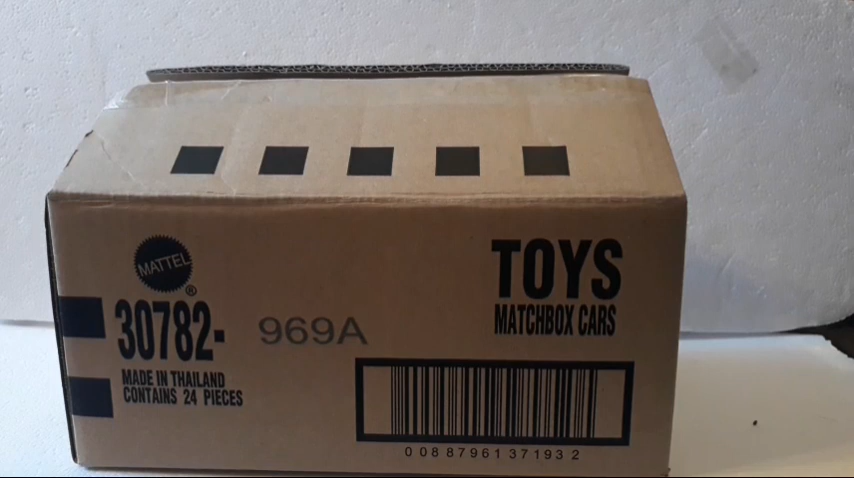 MATTEL
®
30782-
969A
MADE IN THAILAND
CONTAINS 24 PIECES
TOYS
MATCHBOX CARS
0 08 87961 37193 2